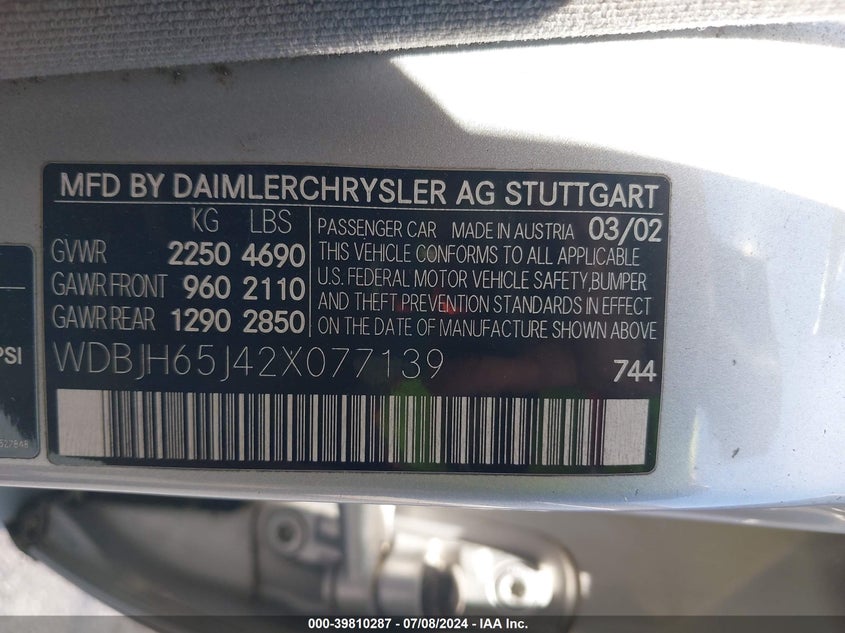 MFD BY DAIMLERCHRYSLER AG STUTTGART
KG LBS
GVWR 2250 4690
GAWR FRONT 960 2110
GAWR REAR 1290 2850
PASSENGER CAR MADE IN AUSTRIA 03/02
THIS VEHICLE CONFORMS TO ALL APPLICABLE
U.S. FEDERAL MOTOR VEHICLE SAFETY,BUMPER
AND THEFT PREVENTION STANDARDS IN EFFECT
ON THE DATE OF MANUFACTURE SHOWN ABOVE
WDBJH65J42X077139
744
PSI
000-39810287 - 07/08/2024 - IAA Inc.